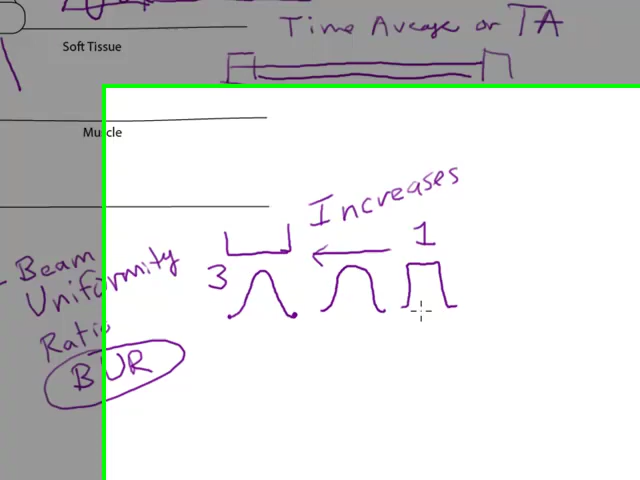 Time Average or TA
Soft Tissue
Muscle
Increases
1
3
- Beam
Uniformity
Ratio
BUR